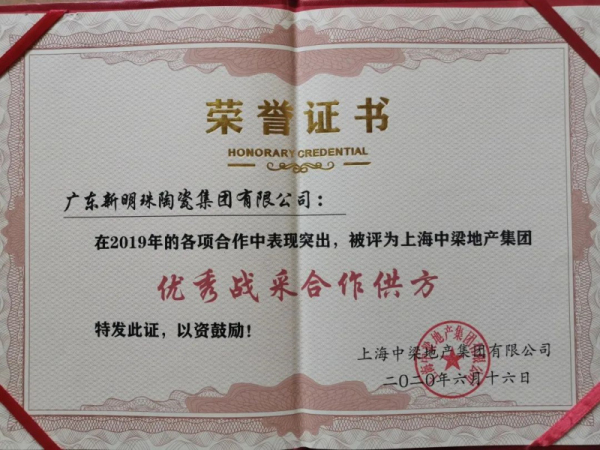 荣誉证书
HONORARY CREDENTIAL
广东新明珠陶瓷集团有限公司：
在2019年的各项合作中表现突出，被评为上海中梁地产集团
优秀战采合作供方
特发此证，以资鼓励！
上海中梁地产集团有限公司
二〇二〇年六月十六日